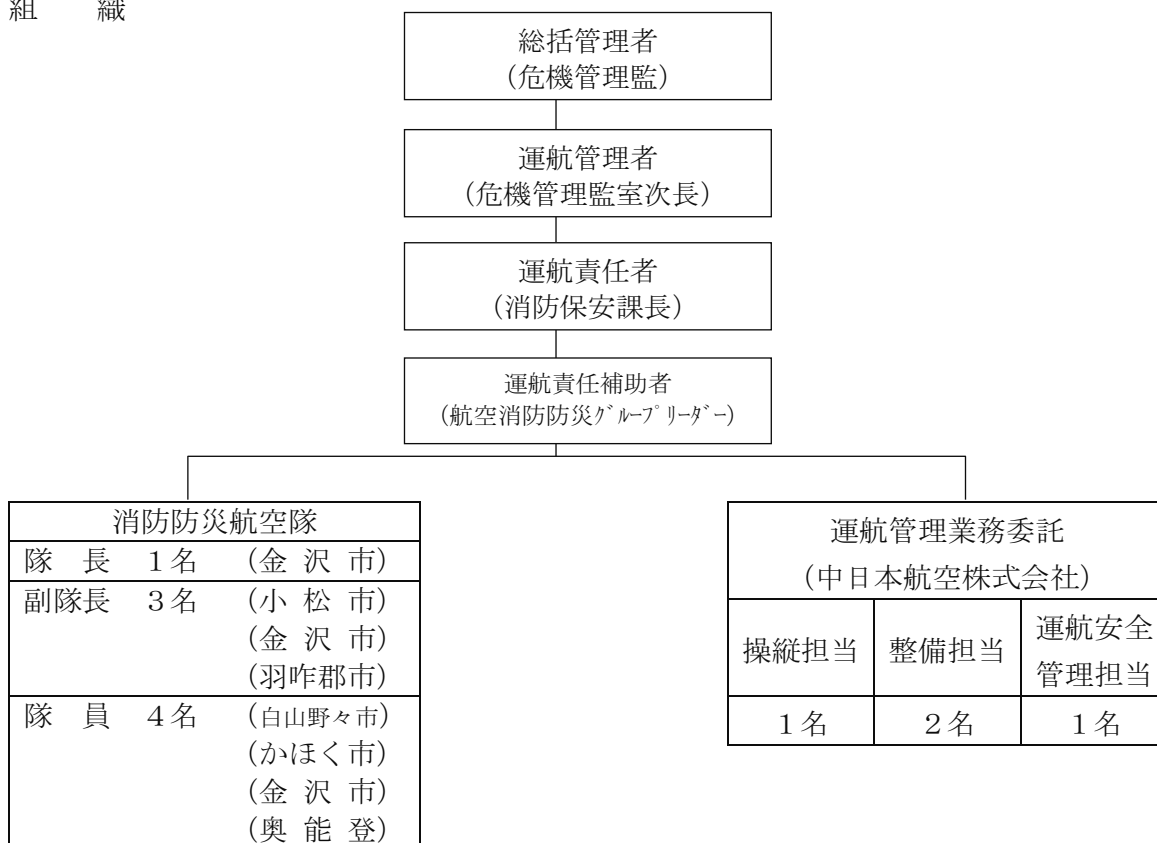 組　　織
総括管理者
(危機管理監)
運航管理者
(危機管理監室次長)
運航責任者
(消防保安課長)
運航責任補助者
(航空消防防災ｸﾞﾙｰﾌﾟﾘｰﾀﾞｰ)
消防防災航空隊
隊　長　１名　(金 沢 市)
副隊長　３名　(小 松 市)
(金 沢 市)
(羽咋郡市)
隊　員　４名　(白山野々市)
(かほく市)
(金 沢 市)
(奥 能 登)
運航管理業務委託
(中日本航空株式会社)
操縦担当　整備担当　運航安全
管理担当
１名　２名　１名